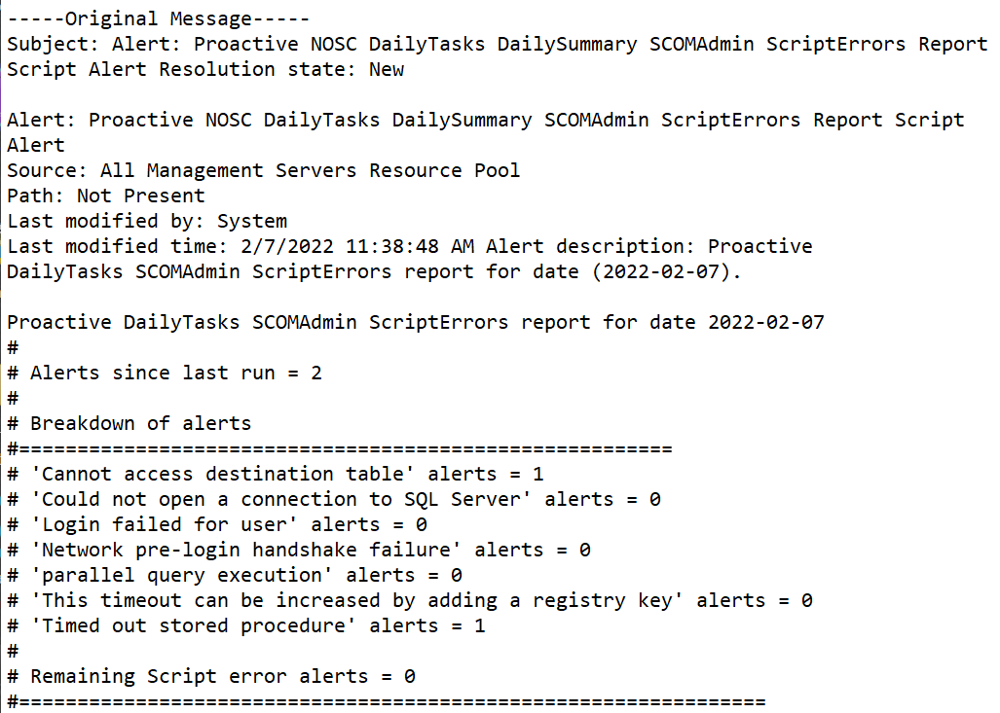 -----Original Message-----
Subject: Alert: Proactive NOSC DailyTasks DailySummary SCOMAdmin ScriptErrors Report
Script Alert Resolution state: New
Alert: Proactive NOSC DailyTasks DailySummary SCOMAdmin ScriptErrors Report Script
Alert
Source: All Management Servers Resource Pool
Path: Not Present
Last modified by: System
Last modified time: 2/7/2022 11:38:48 AM Alert description: Proactive
DailyTasks SCOMAdmin ScriptErrors report for date (2022-02-07).
Proactive DailyTasks SCOMAdmin ScriptErrors report for date 2022-02-07
#
# Alerts since last run = 2
#
# Breakdown of alerts
#========================================================
# 'Cannot access destination table' alerts = 1
# 'Could not open a connection to SQL Server' alerts = 0
# 'Login failed for user' alerts = 0
# 'Network pre-login handshake failure' alerts = 0
# 'parallel query execution' alerts = 0
# 'This timeout can be increased by adding a registry key' alerts = 0
# 'Timed out stored procedure' alerts = 1
#
# Remaining Script error alerts = 0
#================================================================